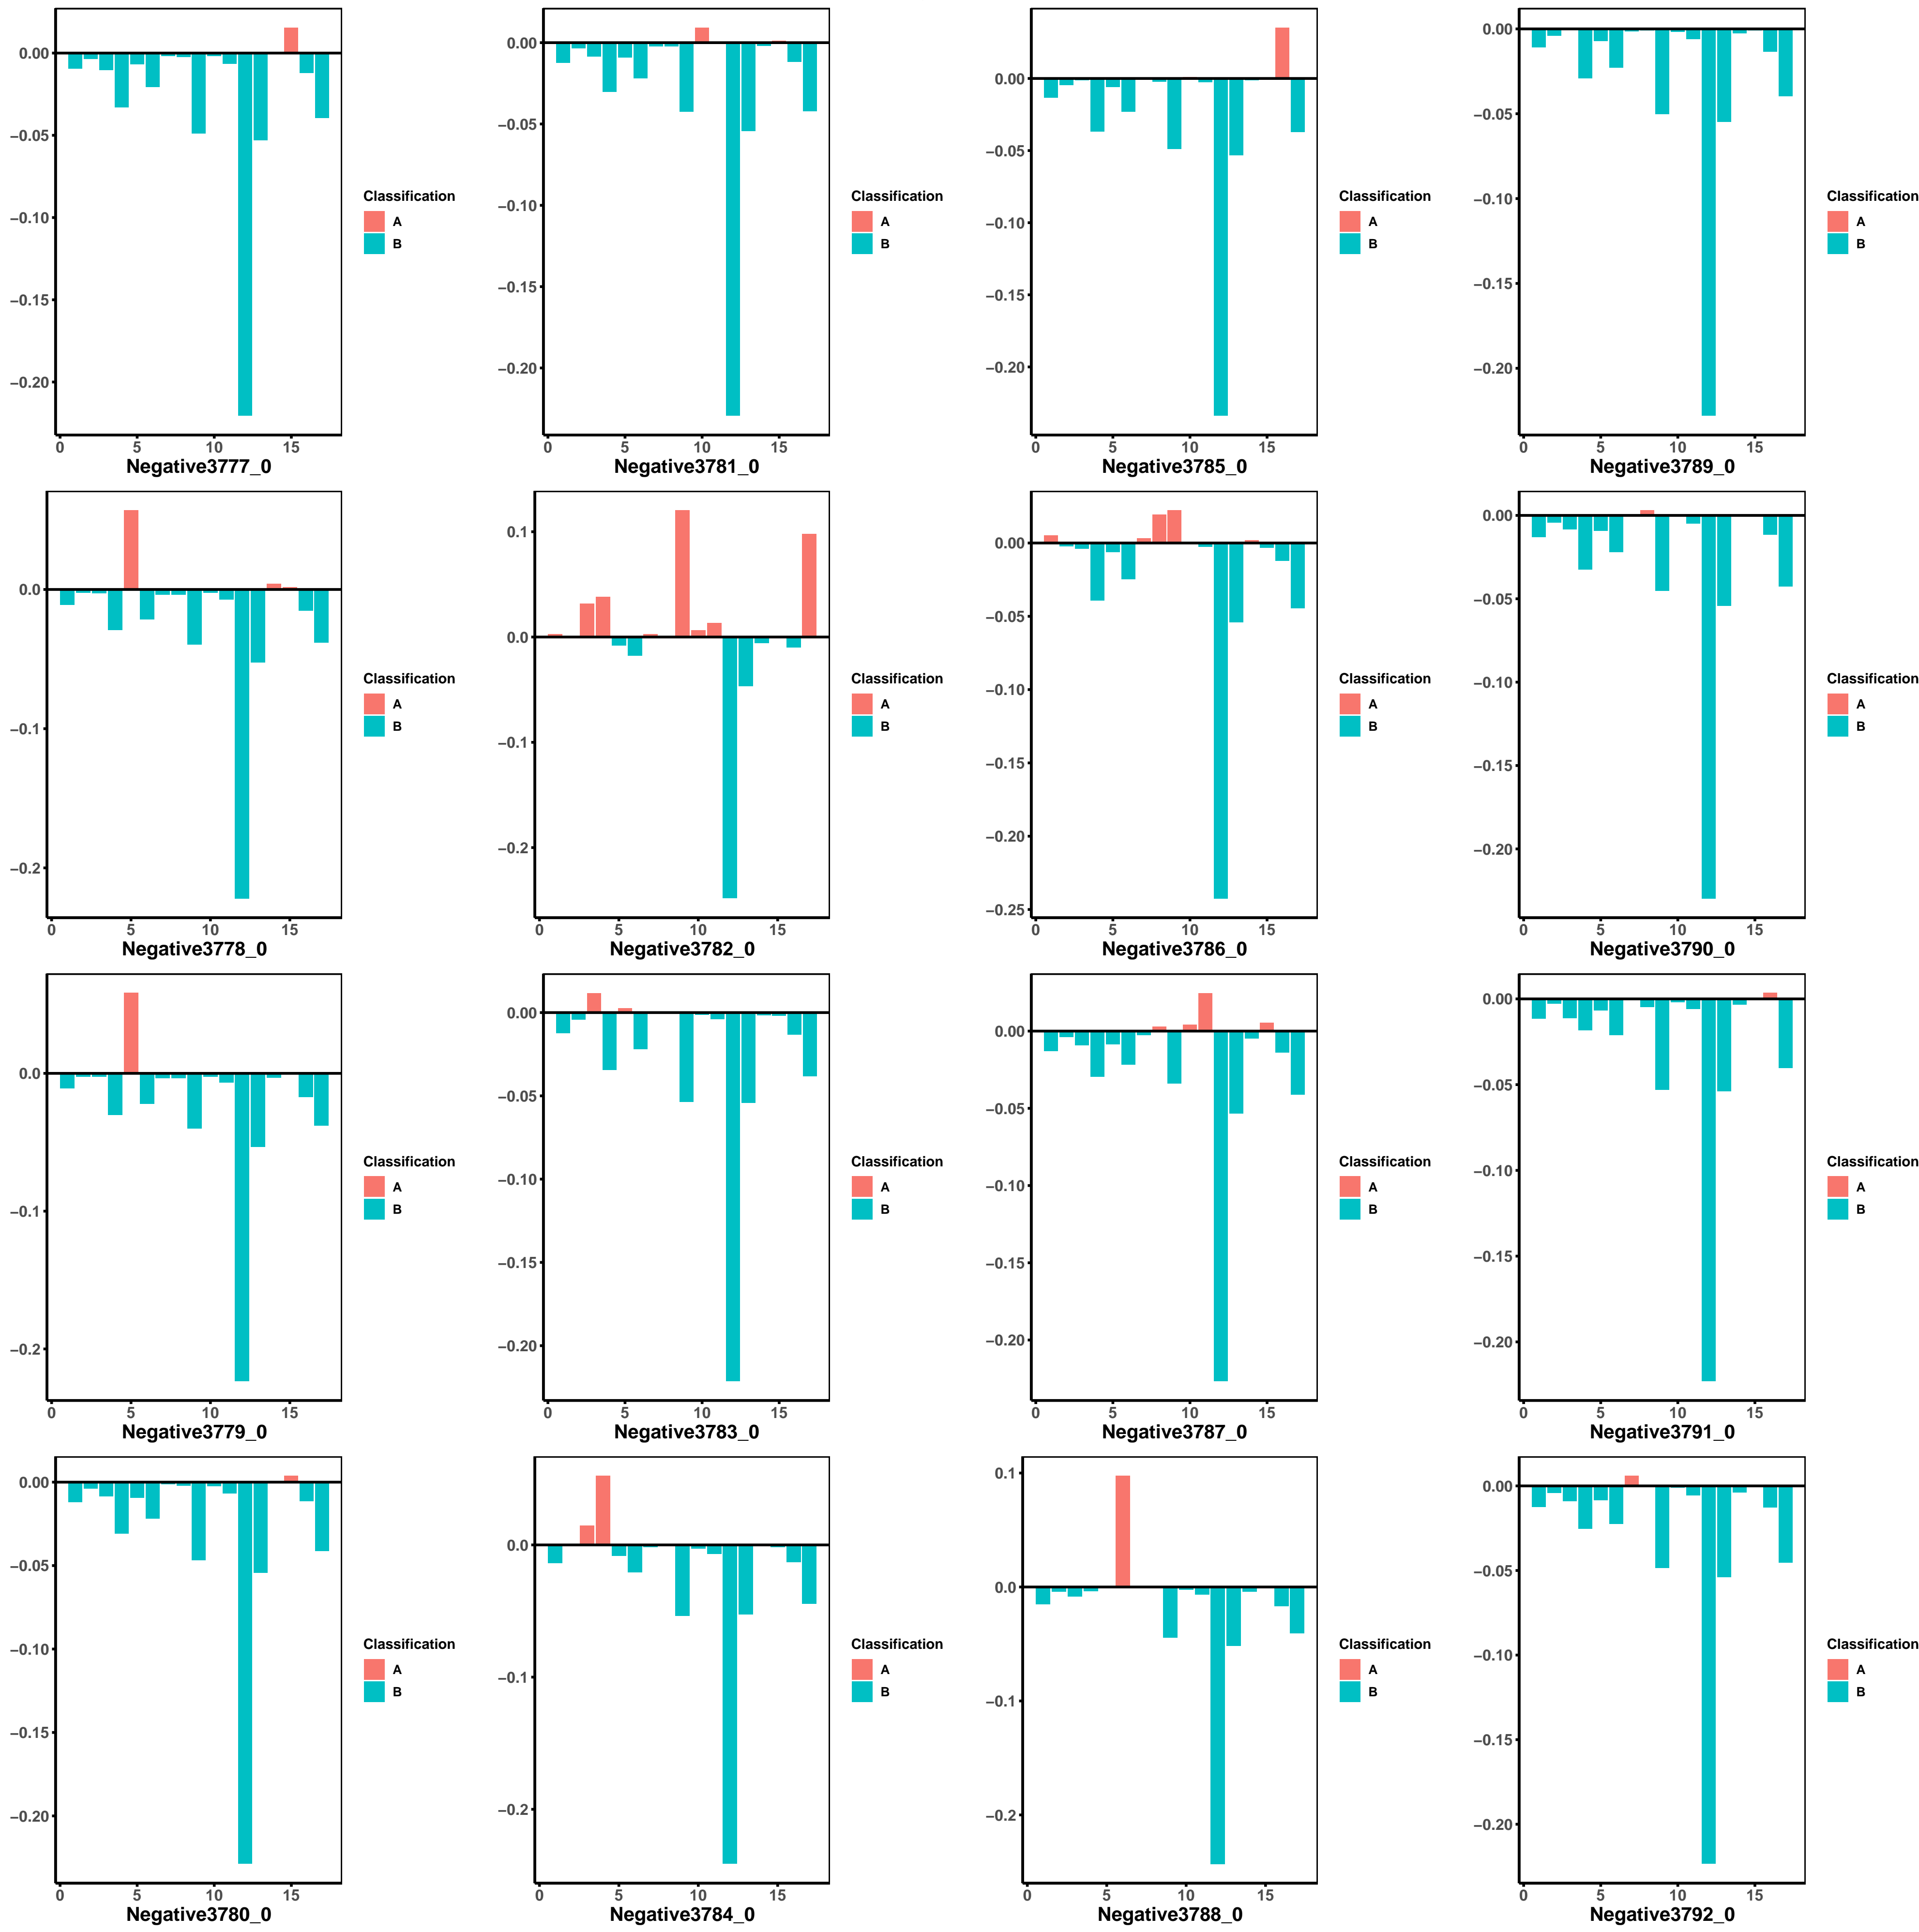 0.00
−0.05
−0.10
−0.15
−0.20
0 5 10 15
Negative3777_0
Classification
A
B
0.00
−0.05
−0.10
−0.15
−0.20
0 5 10 15
Negative3781_0
Classification
A
B
0.00
−0.05
−0.10
−0.15
−0.20
0 5 10 15
Negative3785_0
Classification
A
B
0.00
−0.05
−0.10
−0.15
−0.20
0 5 10 15
Negative3789_0
Classification
A
B
0.0
−0.1
−0.2
0 5 10 15
Negative3778_0
Classification
A
B
0.1
0.0
−0.1
−0.2
0 5 10 15
Negative3782_0
Classification
A
B
0.00
−0.05
−0.10
−0.15
−0.20
−0.25
0 5 10 15
Negative3786_0
Classification
A
B
0.00
−0.05
−0.10
−0.15
−0.20
0 5 10 15
Negative3790_0
Classification
A
B
0.0
−0.1
−0.2
0 5 10 15
Negative3779_0
Classification
A
B
0.00
−0.05
−0.10
−0.15
−0.20
0 5 10 15
Negative3783_0
Classification
A
B
0.00
−0.05
−0.10
−0.15
−0.20
0 5 10 15
Negative3787_0
Classification
A
B
0.00
−0.05
−0.10
−0.15
−0.20
0 5 10 15
Negative3791_0
Classification
A
B
0.00
−0.05
−0.10
−0.15
−0.20
0 5 10 15
Negative3780_0
Classification
A
B
0.0
−0.1
−0.2
0 5 10 15
Negative3784_0
Classification
A
B
0.1
0.0
−0.1
−0.2
0 5 10 15
Negative3788_0
Classification
A
B
0.00
−0.05
−0.10
−0.15
−0.20
0 5 10 15
Negative3792_0
Classification
A
B